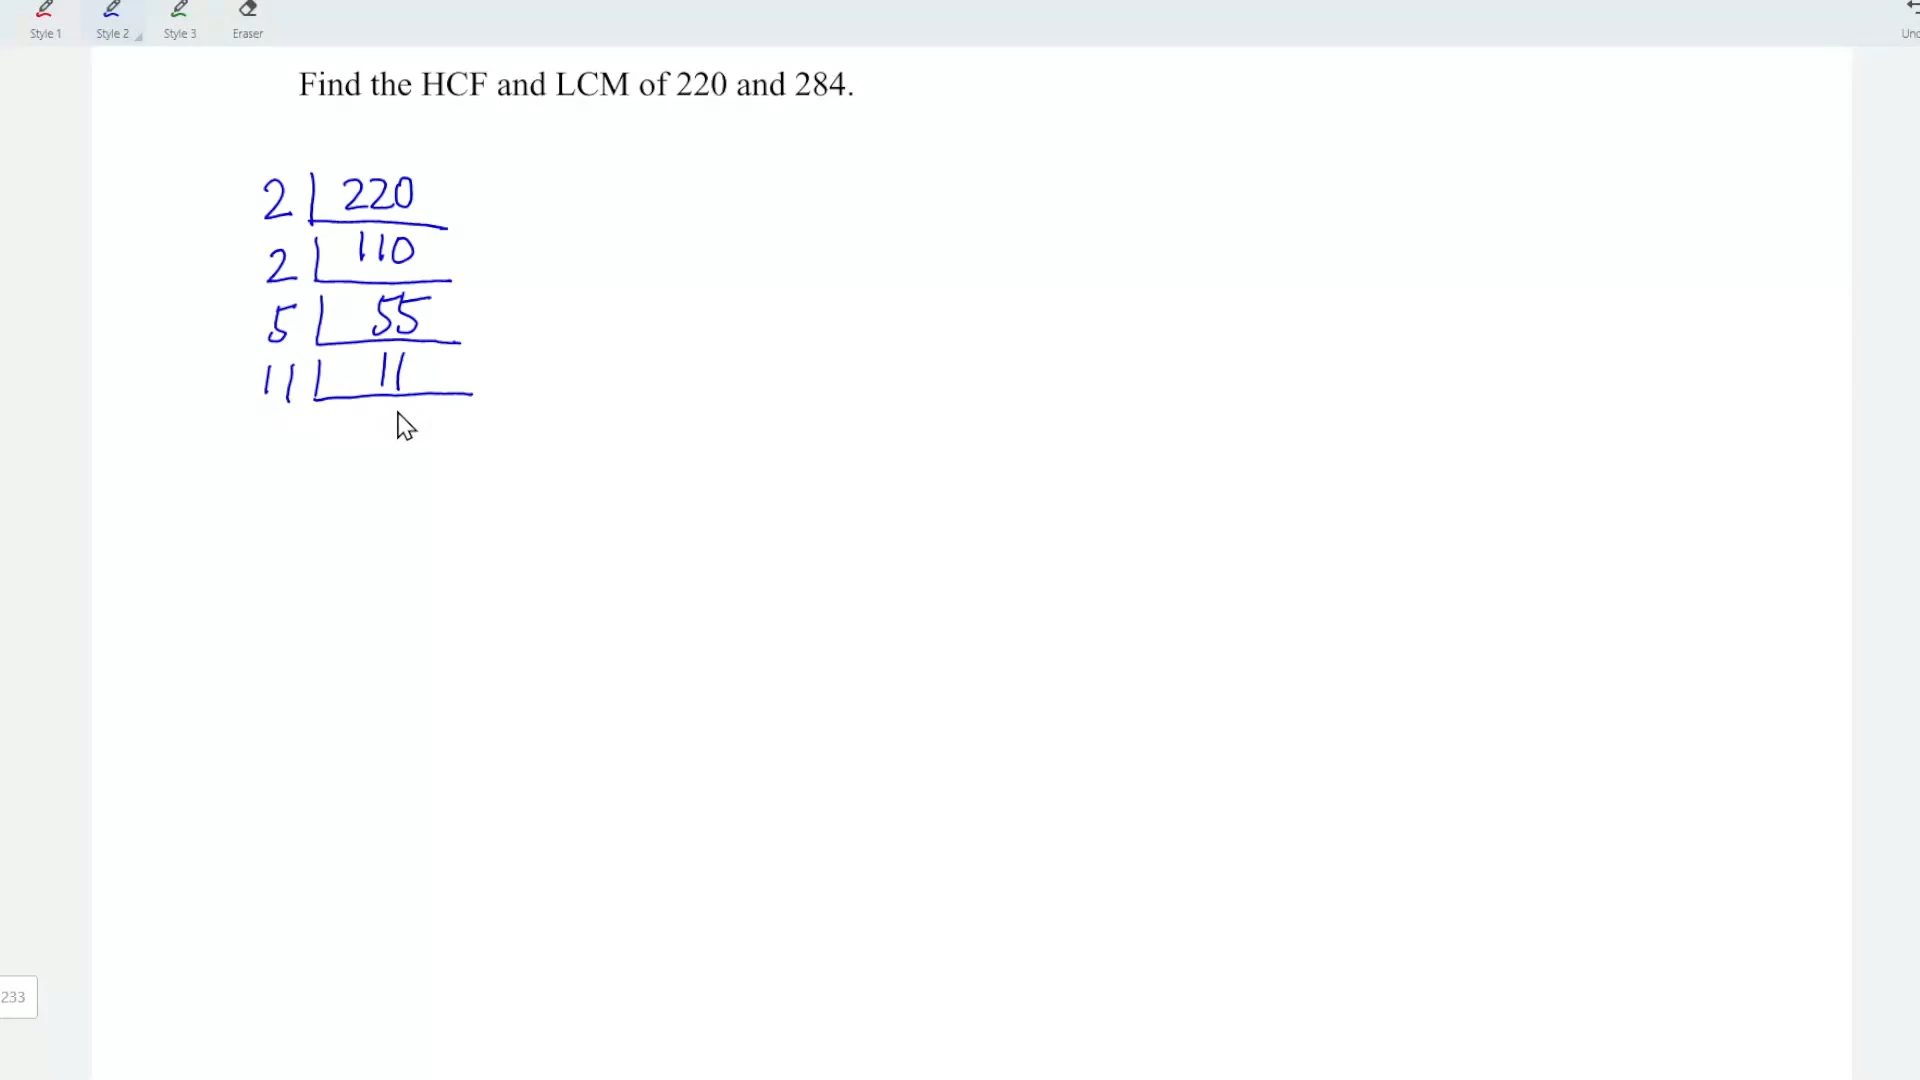 Style 1 Style 2 Style 3 Eraser
Find the HCF and LCM of 220 and 284.
2 220
2 110
5 55
11 11
233